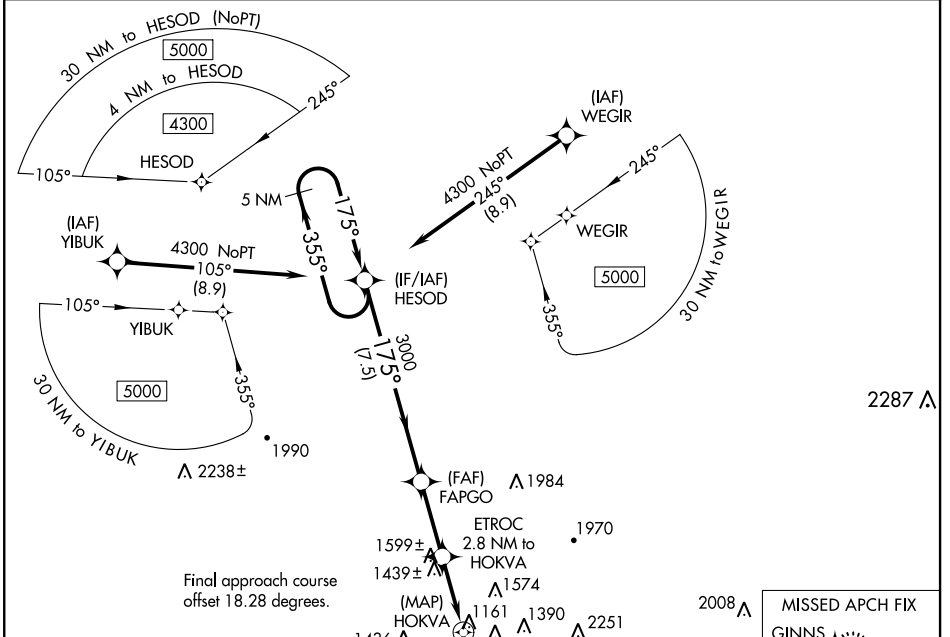 30 NM to HESOD (NoPT)
5000
4 NM to HESOD
4300
245°
105°
HESOD
(IAF)
WEGIR
4300 NoPT
245°
(8.9)
5 NM
175°
355°
(IAF)
YIBUK
4300 NoPT
105°
(8.9)
(IF/IAF)
HESOD
245°
WEGIR
5000
355°
30 NM to WEGIR
105°
YIBUK
5000
355°
30 NM to YIBUK
3000
175°
(7.5)
2287
1990
2238±
(FAF)
FAPGO
1984
ETROC
2.8 NM to
HOKVA
1970
1599±
1439±
Final approach course
offset 18.28 degrees.
1574
(MAP)
HOKVA
1161
1390
2251
2008
MISSED APCH FIX
GINNS